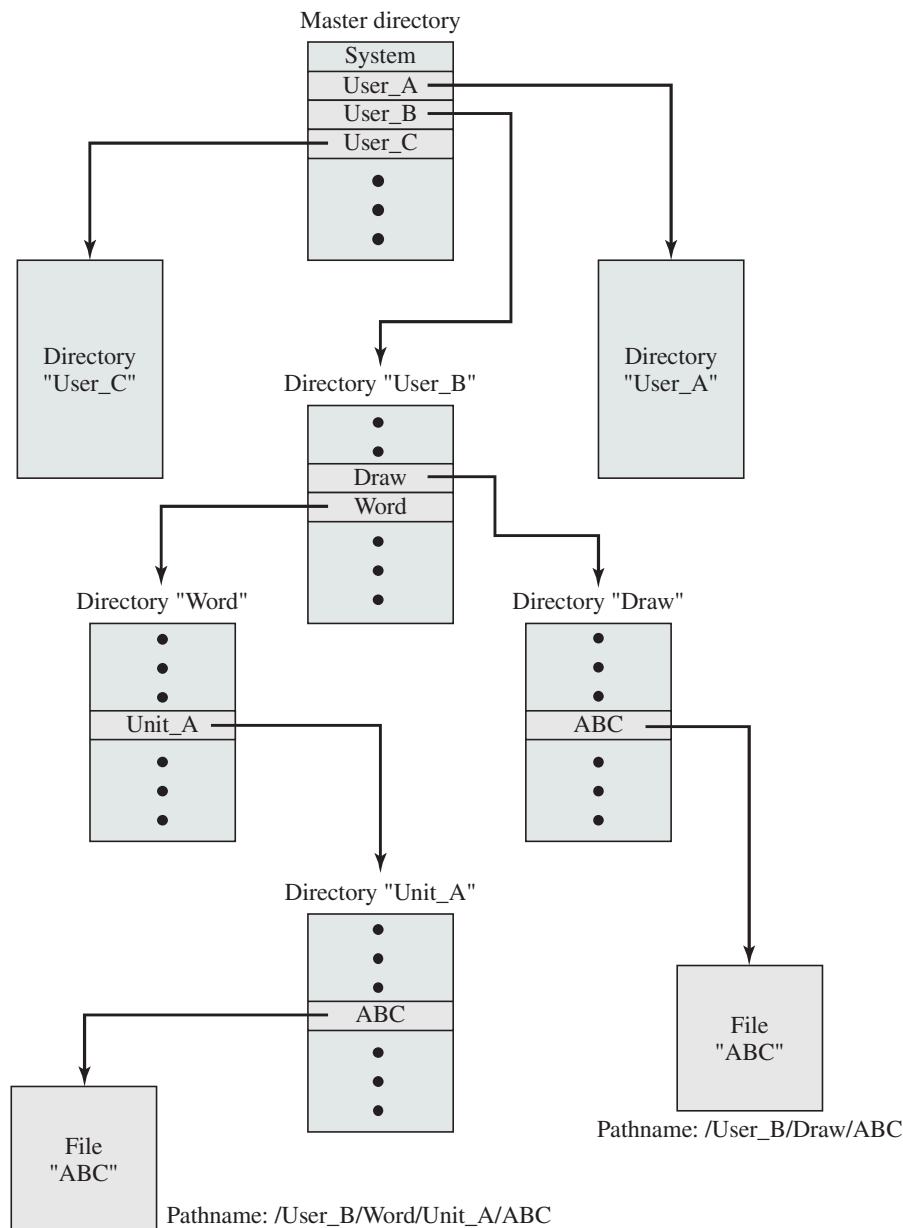 Master directory
System
User_A
User_B
User_C
Directory
"User_C"
Directory
"User_A"
Directory "User_B"
Draw
Word
Directory "Word"
Directory "Draw"
Unit_A
ABC
Directory "Unit_A"
ABC
File
"ABC"
Pathname: /User_B/Draw/ABC
File
"ABC"
Pathname: /User_B/Word/Unit_A/ABC